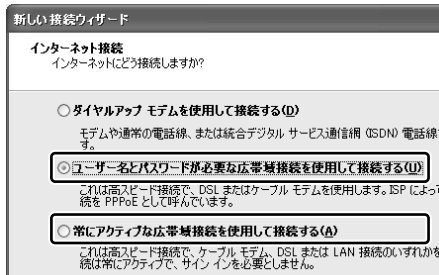 新しい接続ウィザード
インターネット接続
インターネットにどう接続しますか?
ダイヤルアップ モデムを使用して接続する(D)
モデムや通常の電話線、または統合デジタル サービス通信網 (ISDN) 電話線
す。
ユーザー名とパスワードが必要な広帯域接続を使用して接続する(U)
これは高スピード接続で、DSL またはケーブル モデムを使用します。ISP によって
続を PPPoE として呼んでいます。
常にアクティブな広帯域接続を使用して接続する(A)
これは高スピード接続で、ケーブル モデム、DSL または LAN 接続のいずれかを
続は常にアクティブで、サイン インを必要としません。